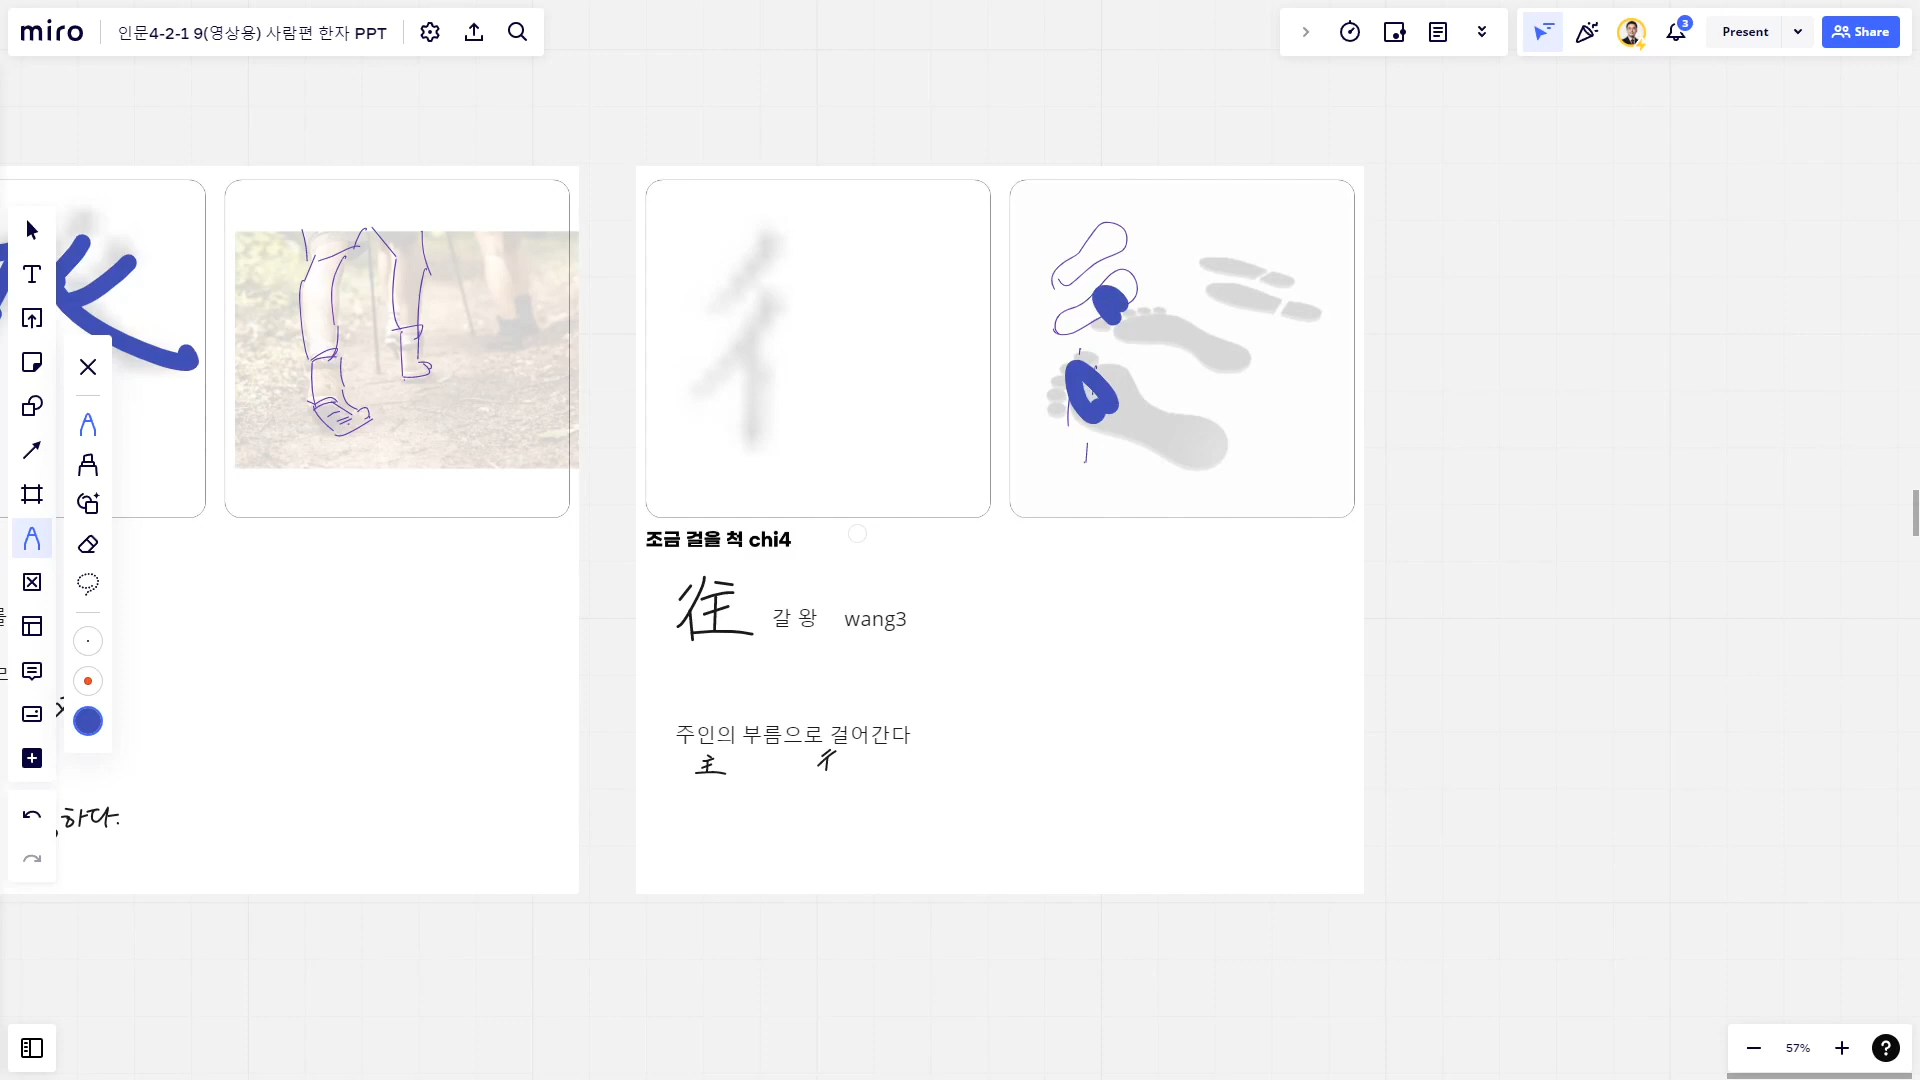 miro
인문4-2-1 9(영상용) 사람편 한자 PPT
3
Present
Share
彳
조금 걸을 척 chi4
往 갈 왕 wang3
주인의 부름으로 걸어간다
主 彳
하다.
57%
?